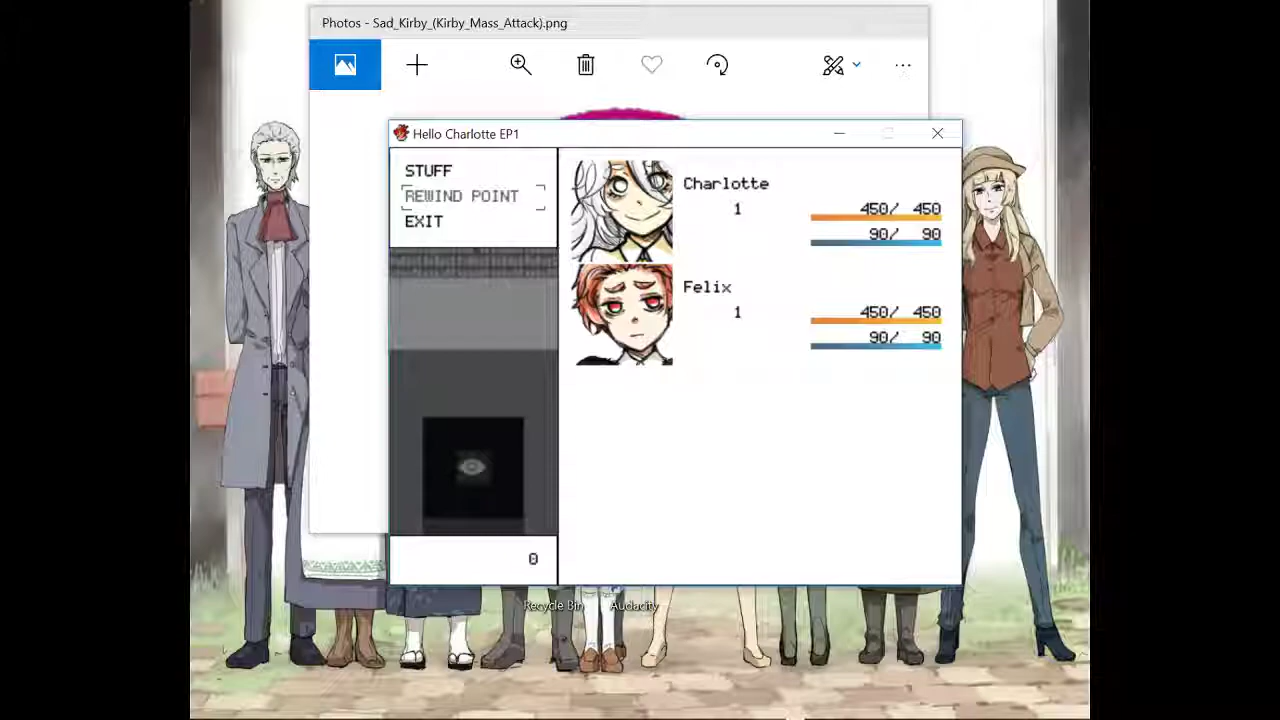 Photos - Sad_Kirby_(Kirby_Mass_Attack).png
Hello Charlotte EP1
STUFF
REWIND POINT
EXIT
Charlotte
1 450/ 450
90/ 90
Felix
1 450/ 450
90/ 90
0
Recycle Bin Audacity